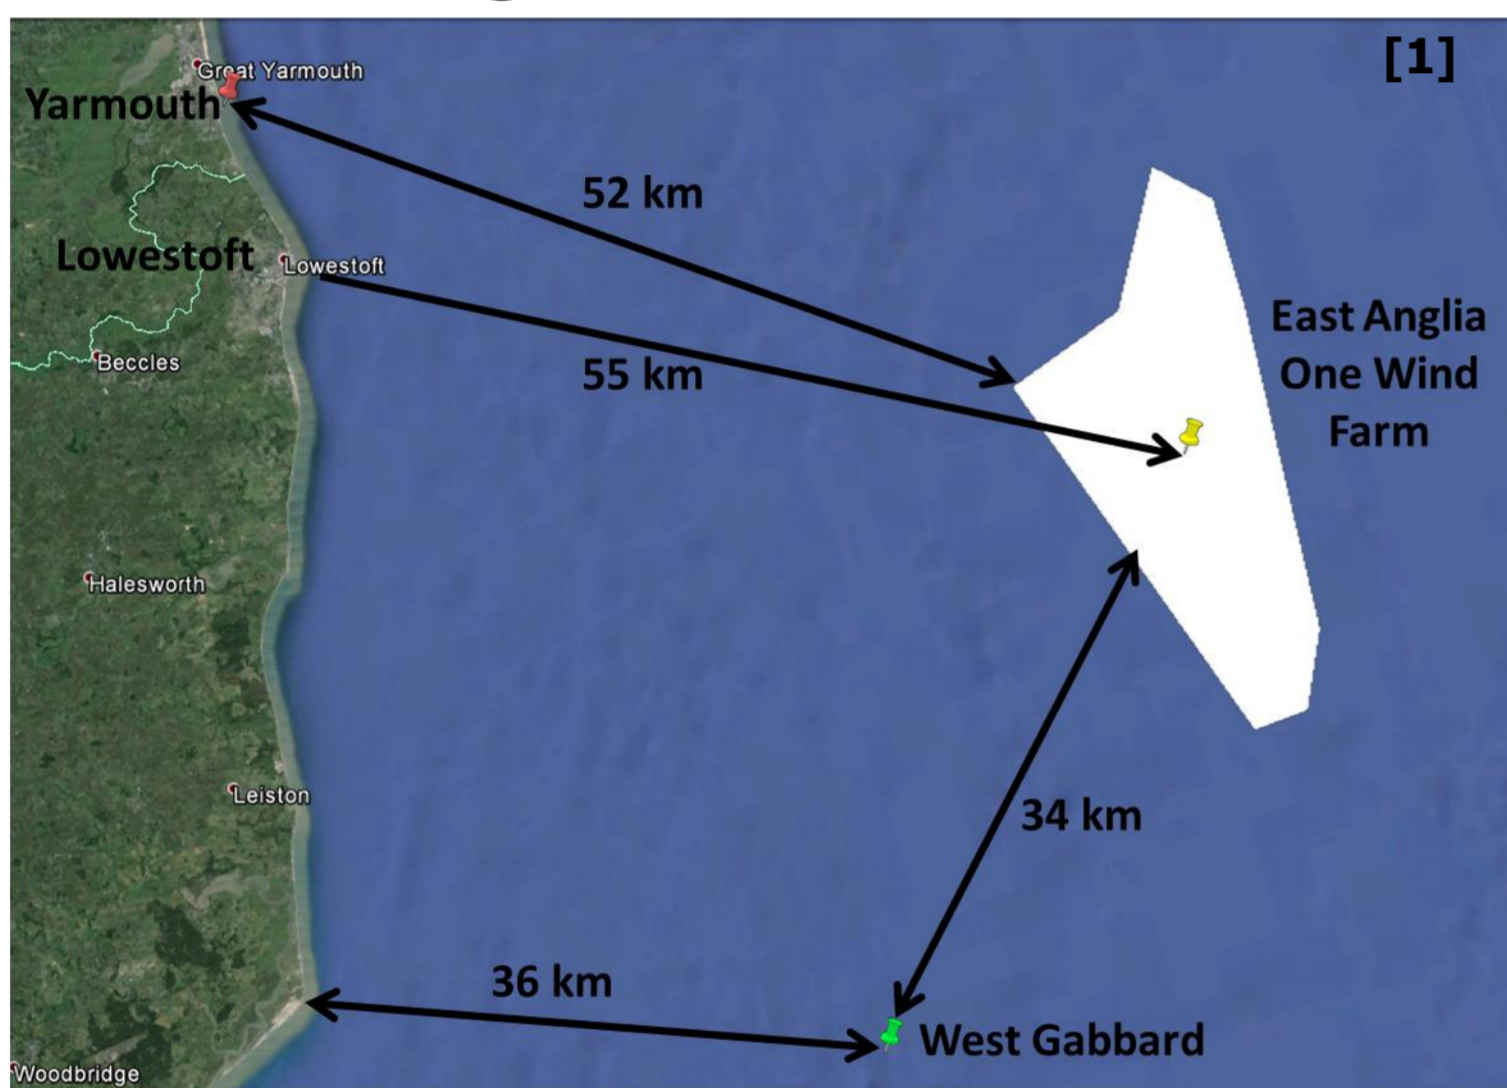 [1]
Great Yarmouth
Yarmouth
52 km
Lowestoft
Lowestoft
East Anglia
One Wind
Farm
Beccles
55 km
Halesworth
Leiston
34 km
36 km
West Gabbard
Woodbridge